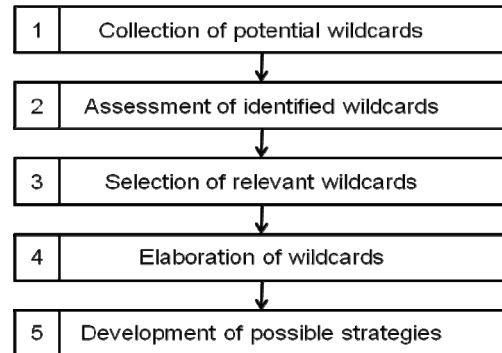 1 Collection of potential wildcards
2 Assessment of identified wildcards
3 Selection of relevant wildcards
4 Elaboration of wildcards
5 Development of possible strategies